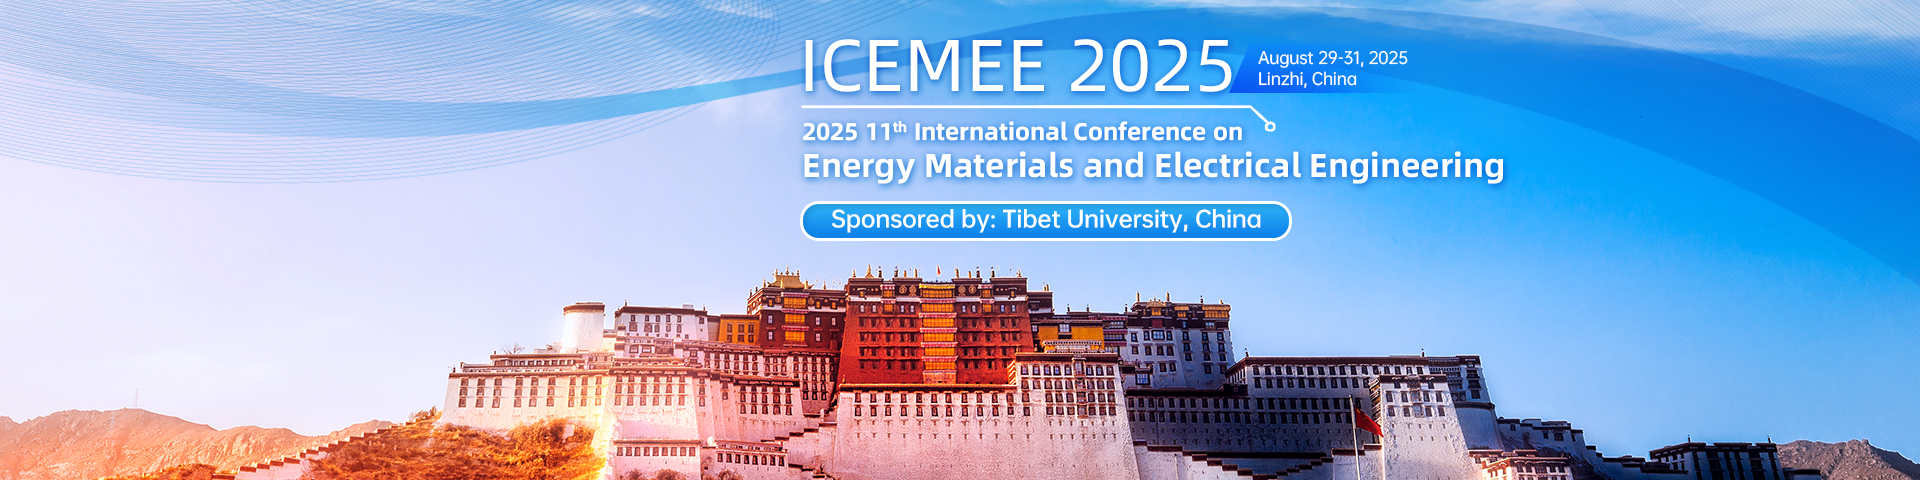 ICEMEE 2025
August 29-31, 2025
Linzhi, China
2025 11th International Conference on
Energy Materials and Electrical Engineering
Sponsored by: Tibet University, China